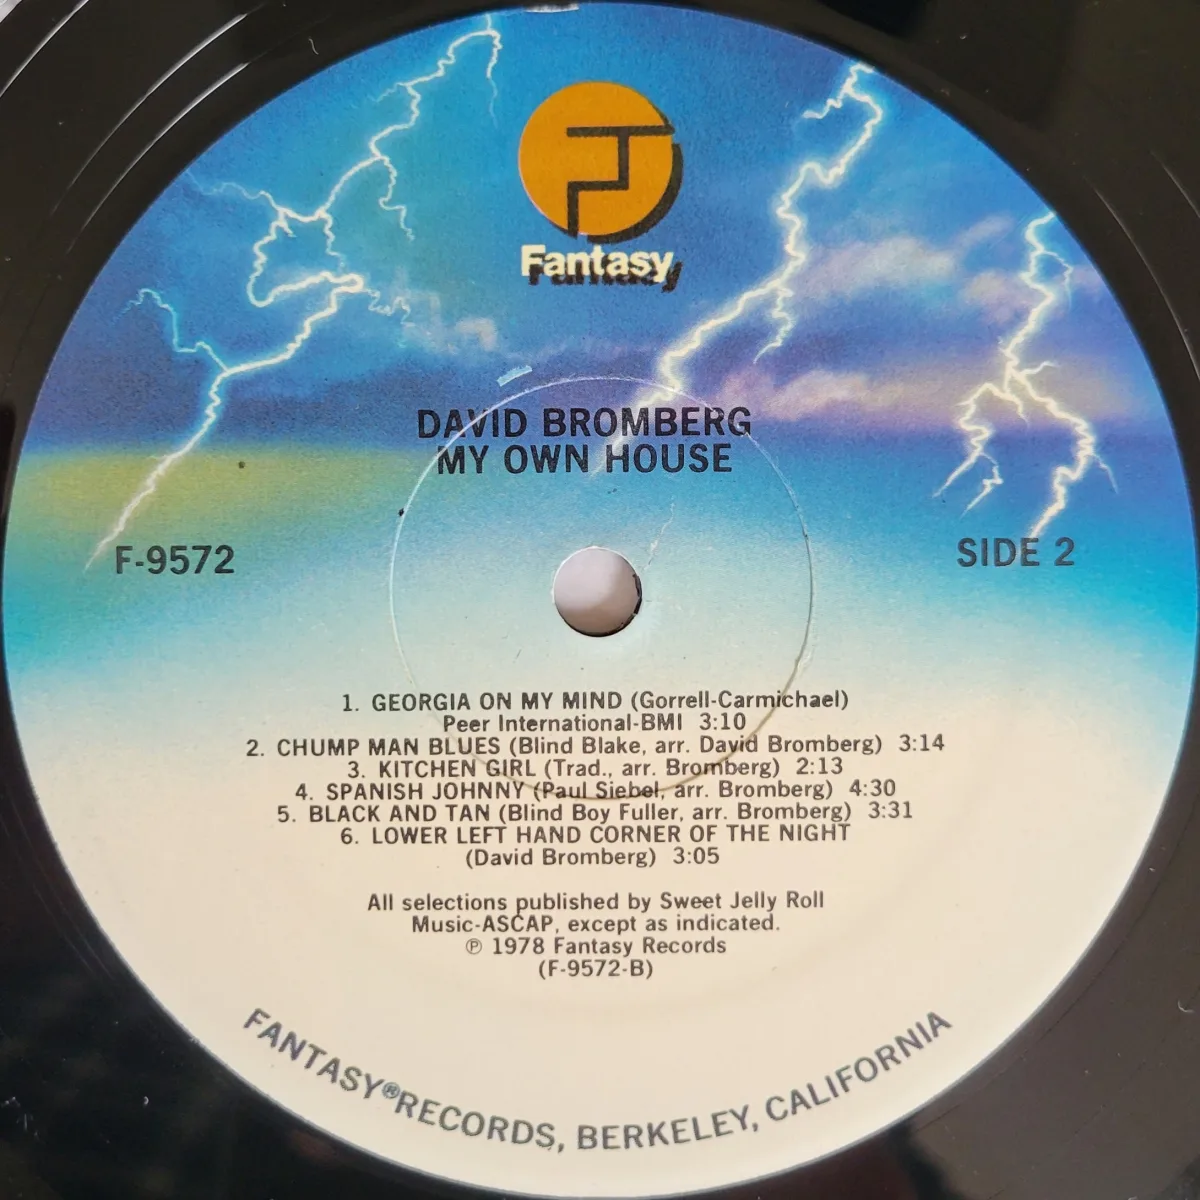 Fantasy
DAVID BROMBERG
MY OWN HOUSE
F-9572
SIDE 2
1. GEORGIA ON MY MIND (Gorrell-Carmichael)
Peer International-BMI 3:10
2. CHUMP MAN BLUES (Blind Blake, arr. David Bromberg) 3:14
3. KITCHEN GIRL (Trad., arr. Bromberg) 2:13
4. SPANISH JOHNNY (Paul Siebel, arr. Bromberg) 4:30
5. BLACK AND TAN (Blind Boy Fuller, arr. Bromberg) 3:31
6. LOWER LEFT HAND CORNER OF THE NIGHT
(David Bromberg) 3:05
All selections published by Sweet Jelly Roll
Music-ASCAP, except as indicated.
℗ 1978 Fantasy Records
(F-9572-B)
FANTASY® RECORDS, BERKELEY, CALIFORNIA